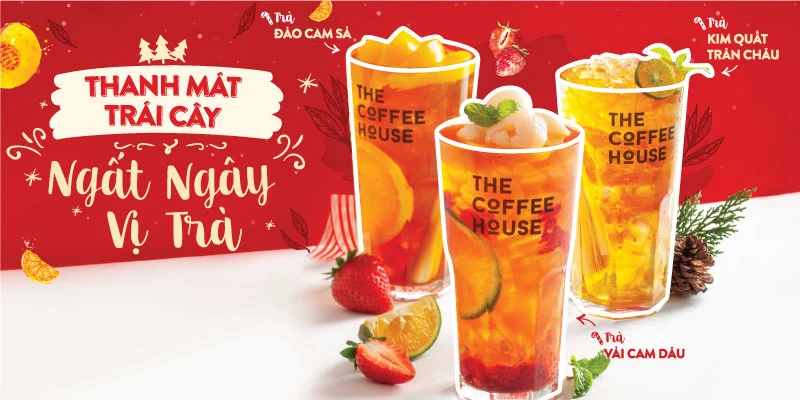 THANH MÁT
TRÁI CÂY
Ngất Ngây
Vị Trà
Trà
ĐÀO CAM SẢ
THE
COFFEE
HOUSE
THE
COFFEE
HOUSE
Trà
VẢI CAM DÂU
THE
COFFEE
HOUSE
Trà
KIM QUẤT
TRÂN CHÂU